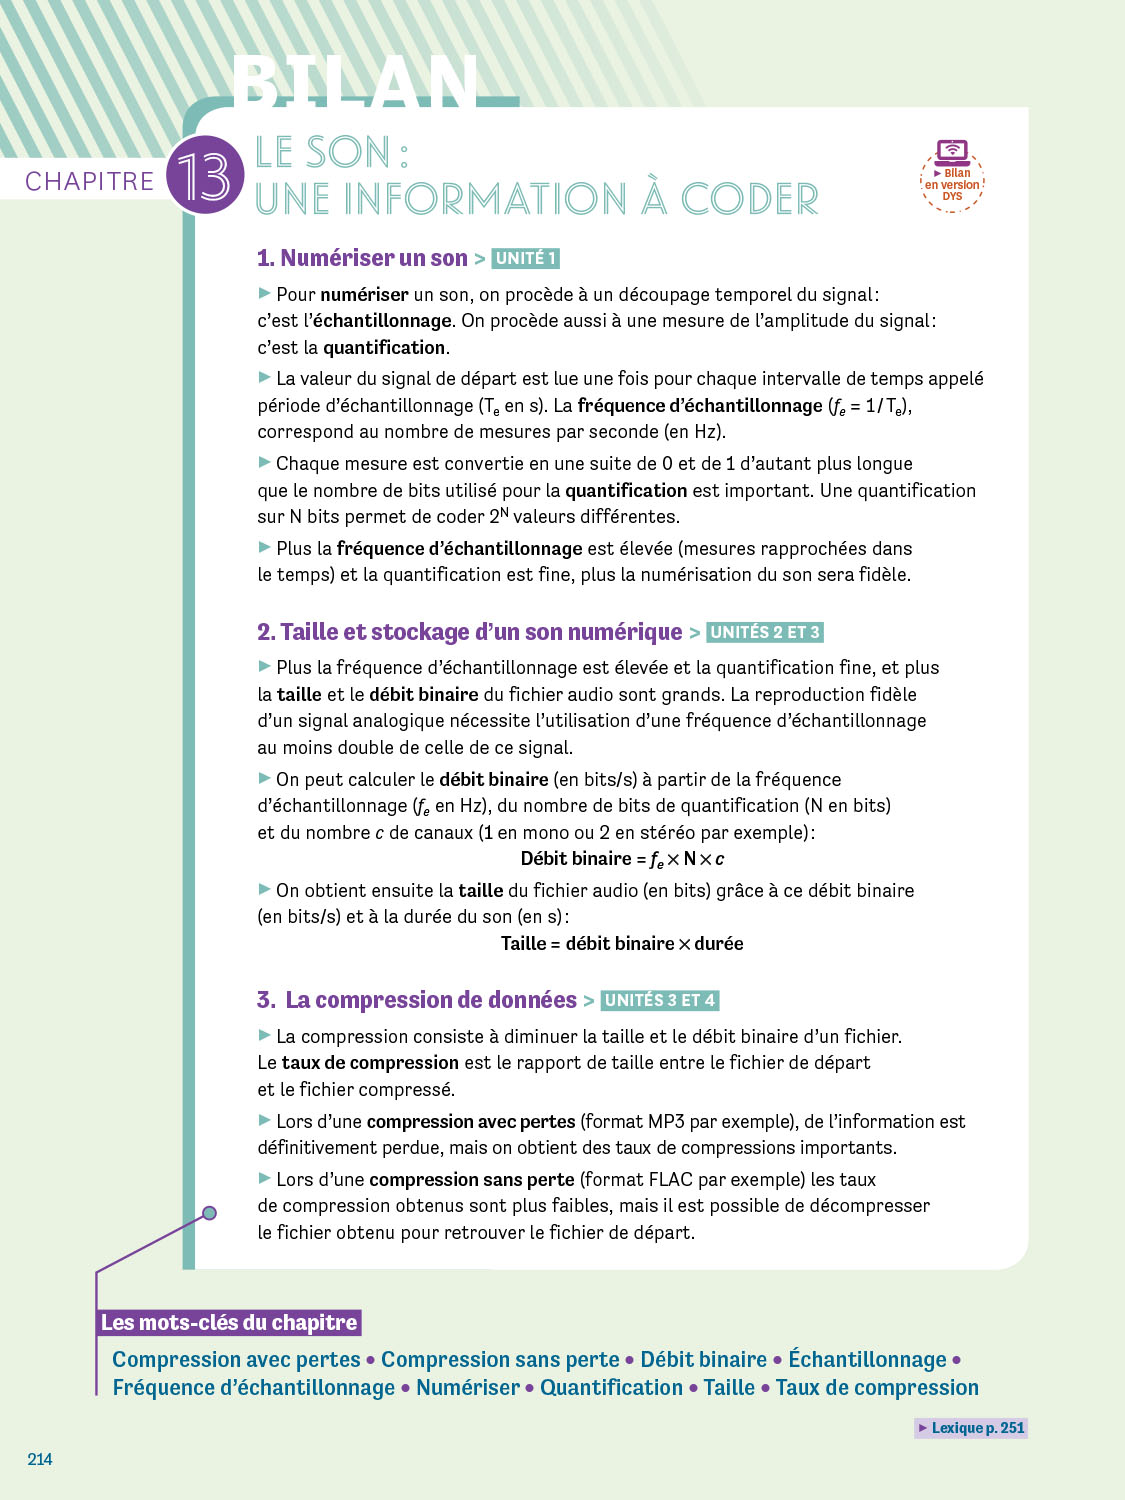 BILAN
CHAPITRE 13
LE SON :
UNE INFORMATION À CODER
▶ Bilan
en version
DYS
1. Numériser un son > UNITÉ 1
▶ Pour numériser un son, on procède à un découpage temporel du signal :
c’est l’échantillonnage. On procède aussi à une mesure de l’amplitude du signal :
c’est la quantification.
▶ La valeur du signal de départ est lue une fois pour chaque intervalle de temps appelé
période d’échantillonnage (Te en s). La fréquence d’échantillonnage (fe = 1/Te),
correspond au nombre de mesures par seconde (en Hz).
▶ Chaque mesure est convertie en une suite de 0 et de 1 d’autant plus longue
que le nombre de bits utilisé pour la quantification est important. Une quantification
sur N bits permet de coder 2ᴺ valeurs différentes.
▶ Plus la fréquence d’échantillonnage est élevée (mesures rapprochées dans
le temps) et la quantification est fine, plus la numérisation du son sera fidèle.
2. Taille et stockage d’un son numérique > UNITÉS 2 ET 3
▶ Plus la fréquence d’échantillonnage est élevée et la quantification fine, et plus
la taille et le débit binaire du fichier audio sont grands. La reproduction fidèle
d’un signal analogique nécessite l’utilisation d’une fréquence d’échantillonnage
au moins double de celle de ce signal.
▶ On peut calculer le débit binaire (en bits/s) à partir de la fréquence
d’échantillonnage (fe en Hz), du nombre de bits de quantification (N en bits)
et du nombre c de canaux (1 en mono ou 2 en stéréo par exemple) :
Débit binaire = fe × N × c
▶ On obtient ensuite la taille du fichier audio (en bits) grâce à ce débit binaire
(en bits/s) et à la durée du son (en s) :
Taille = débit binaire × durée
3. La compression de données > UNITÉS 3 ET 4
▶ La compression consiste à diminuer la taille et le débit binaire d’un fichier.
Le taux de compression est le rapport de taille entre le fichier de départ
et le fichier compressé.
▶ Lors d’une compression avec pertes (format MP3 par exemple), de l’information est
définitivement perdue, mais on obtient des taux de compressions importants.
▶ Lors d’une compression sans perte (format FLAC par exemple) les taux
de compression obtenus sont plus faibles, mais il est possible de décompresser
le fichier obtenu pour retrouver le fichier de départ.
Les mots-clés du chapitre
Compression avec pertes • Compression sans perte • Débit binaire • Échantillonnage •
Fréquence d’échantillonnage • Numériser • Quantification • Taille • Taux de compression
▶ Lexique p. 251
214